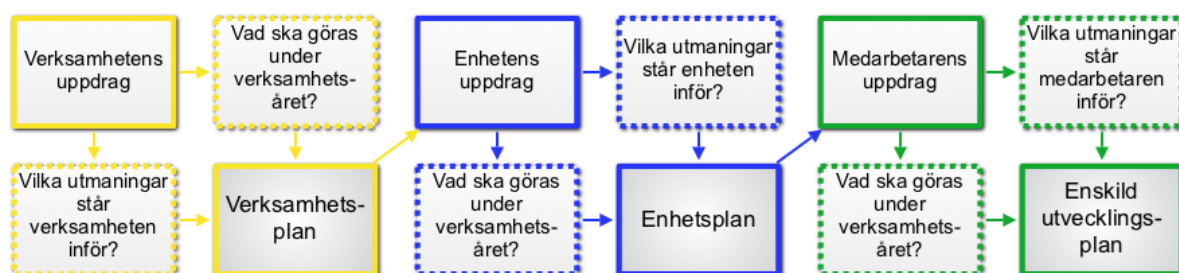 Verksamhetens
uppdrag
Vad ska göras
under
verksamhets-
året?
Enhetens
uppdrag
Vilka utmaningar
står enheten
inför?
Medarbetarens
uppdrag
Vilka utmaningar
står
medarbetaren
inför?
Vilka utmaningar
står
verksamheten
inför?
Verksamhets-
plan
Vad ska göras
under
verksamhets-
året?
Enhetsplan
Vad ska göras
under
verksamhets-
året?
Enskild
utvecklings-
plan